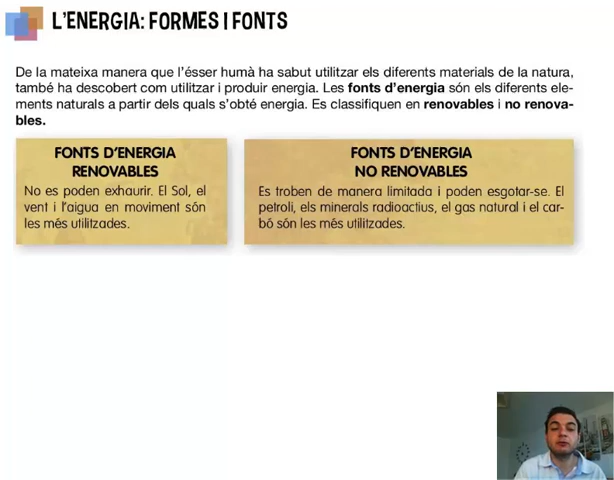 L'ENERGIA: FORMES I FONTS
De la mateixa manera que l'ésser humà ha sabut utilitzar els diferents materials de la natura,
també ha descobert com utilitzar i produir energia. Les fonts d'energia són els diferents ele-
ments naturals a partir dels quals s'obté energia. Es classifiquen en renovables i no renova-
bles.
FONTS D'ENERGIA
RENOVABLES
No es poden exhaurir. El Sol, el
vent i l'aigua en moviment són
les més utilitzades.
FONTS D'ENERGIA
NO RENOVABLES
Es troben de manera limitada i poden esgotar-se. El
petroli, els minerals radioactius, el gas natural i el car-
bó són les més utilitzades.